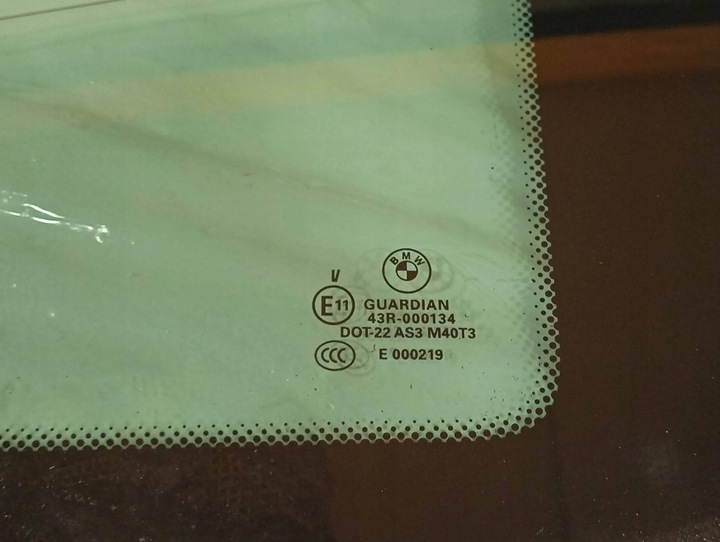 BMW
V
E11 GUARDIAN
43R-000134
DOT-22 AS3 M40T3
CCC E 000219